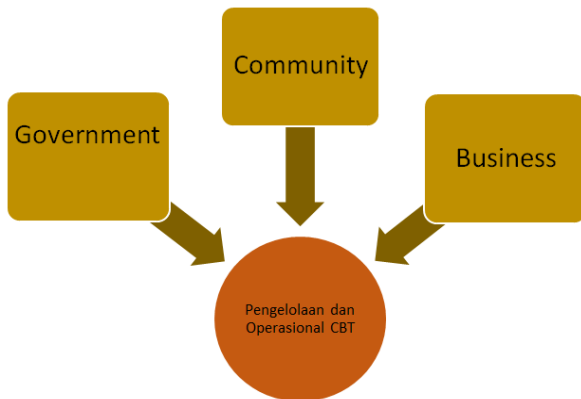 Community
Government
Business
Pengelolaan dan
Operasional CBT